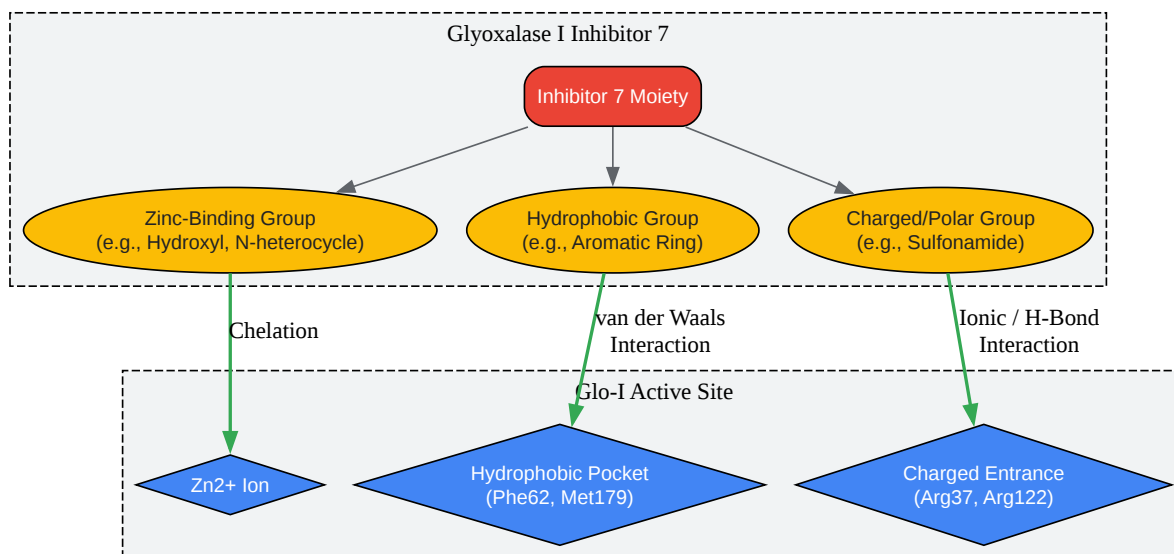 Glyoxalase I Inhibitor 7
Inhibitor 7 Moiety
Zinc-Binding Group
(e.g., Hydroxyl, N-heterocycle)
Hydrophobic Group
(e.g., Aromatic Ring)
Charged/Polar Group
(e.g., Sulfonamide)
Chelation
van der Waals
Interaction
Ionic / H-Bond
Interaction
Glo-I Active Site
Zn2+ Ion
Hydrophobic Pocket
(Phe62, Met179)
Charged Entrance
(Arg37, Arg122)